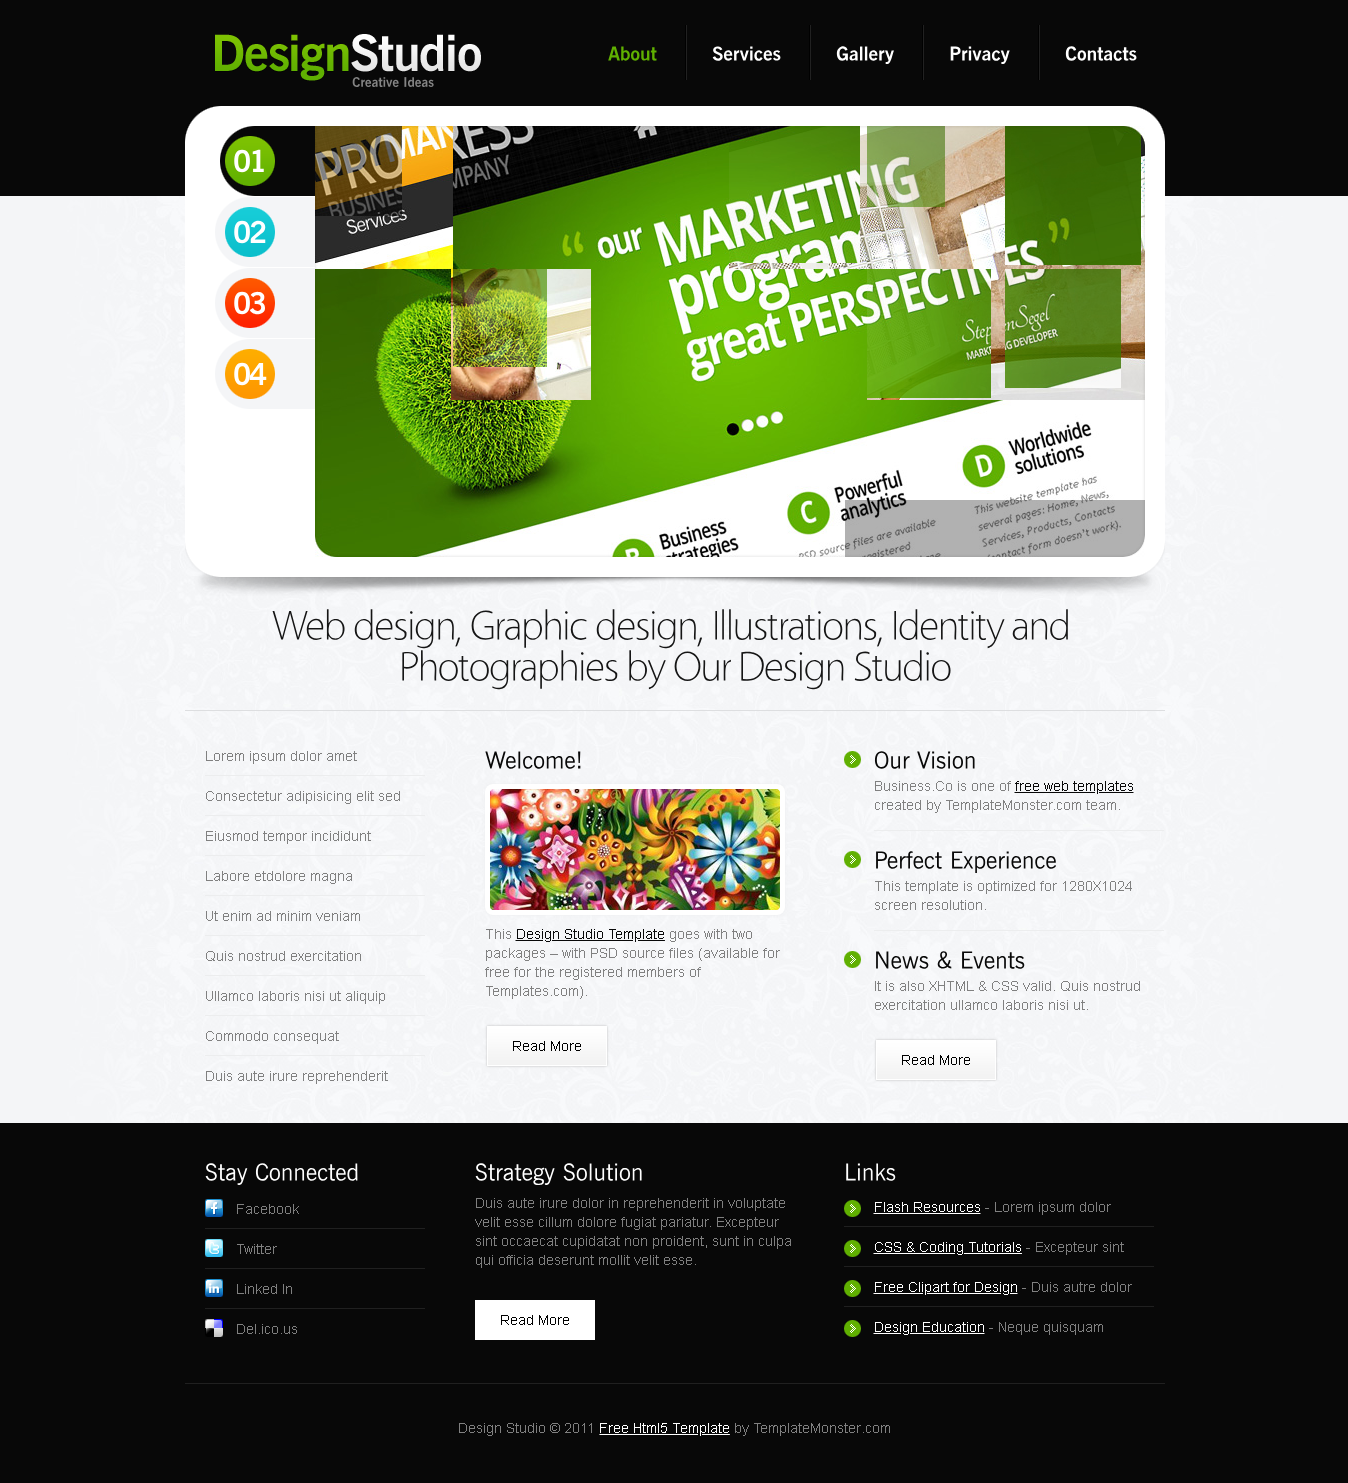 DesignStudio
Creative Ideas
About
Services
Gallery
Privacy
Contacts
01
02
03
04
Services
“ our MARKETING
great PERSPECTIVES ”
MARKETING DEVELOPER
B
Business
C
Powerful
analytics
D
Worldwide
solutions
This website template has
several pages: Home, News,
Services, Products, Contacts
(contact form doesn't work).
PSD source files are available
Web design, Graphic design, Illustrations, Identity and
Photographies by Our Design Studio
Lorem ipsum dolor amet
Consectetur adipisicing elit sed
Eiusmod tempor incididunt
Labore etdolore magna
Ut enim ad minim veniam
Quis nostrud exercitation
Ullamco laboris nisi ut aliquip
Commodo consequat
Duis aute irure reprehenderit
Welcome!
This Design Studio Template goes with two
packages – with PSD source files (available for
free for the registered members of
Templates.com).
Read More
Our Vision
Business.Co is one of free web templates
created by TemplateMonster.com team.
Perfect Experience
This template is optimized for 1280X1024
screen resolution.
News & Events
It is also XHTML & CSS valid. Quis nostrud
exercitation ullamco laboris nisi ut.
Read More
Stay Connected
Facebook
Twitter
Linked In
Del.ico.us
Strategy Solution
Duis aute irure dolor in reprehenderit in voluptate
velit esse cillum dolore fugiat pariatur. Excepteur
sint occaecat cupidatat non proident, sunt in culpa
qui officia deserunt mollit velit esse.
Read More
Links
Flash Resources - Lorem ipsum dolor
CSS & Coding Tutorials - Excepteur sint
Free Clipart for Design - Duis autre dolor
Design Education - Neque quisquam
Design Studio © 2011 Free Html5 Template by TemplateMonster.com